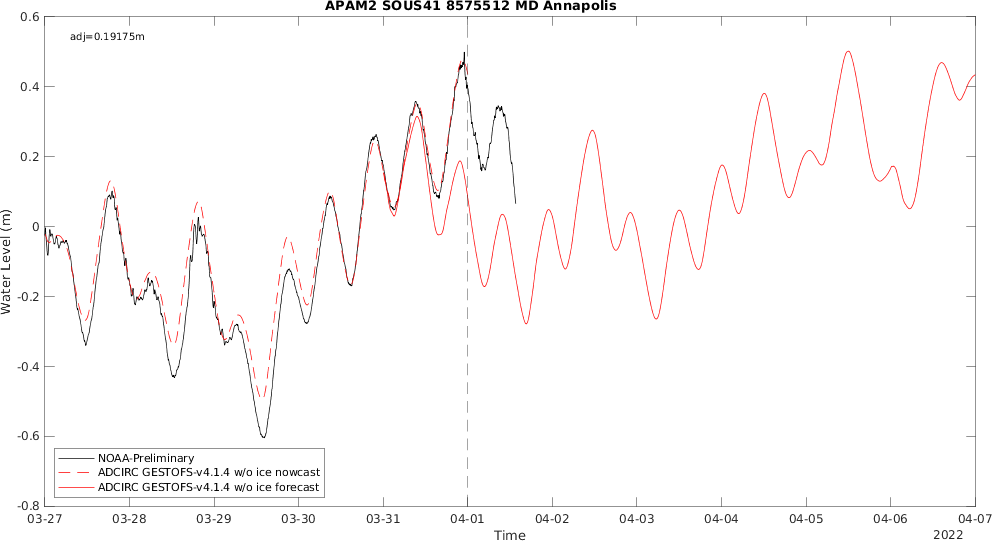 APAM2 SOUS41 8575512 MD Annapolis
adj=0.19175m
0.6
0.4
0.2
0
-0.2
-0.4
-0.6
-0.8
Water Level (m)
NOAA-Preliminary
ADCIRC GESTOFS-v4.1.4 w/o ice nowcast
ADCIRC GESTOFS-v4.1.4 w/o ice forecast
03-27 03-28 03-29 03-30 03-31 04-01 04-02 04-03 04-04 04-05 04-06 04-07
Time
2022